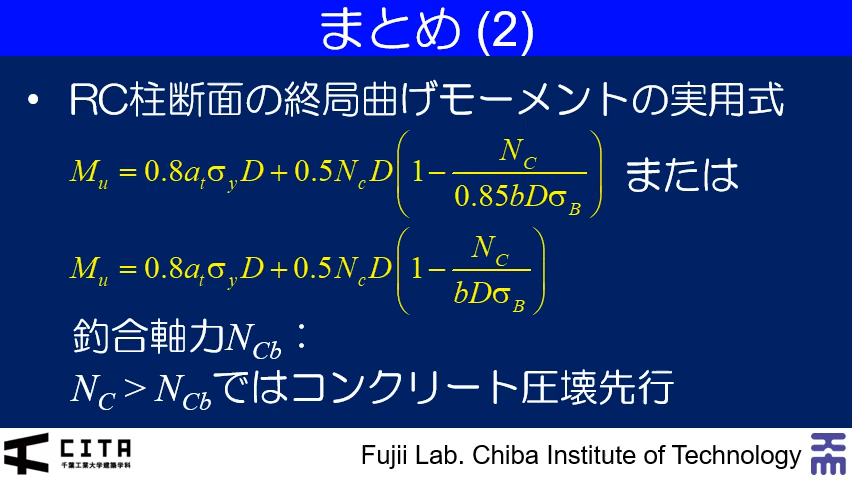 まとめ (2)
• RC柱断面の終局曲げモーメントの実用式
M_u = 0.8a_tσ_yD + 0.5N_cD(1 − N_C / 0.85bDσ_B) または
M_u = 0.8a_tσ_yD + 0.5N_cD(1 − N_C / bDσ_B)
釣合軸力N_Cb：
N_C > N_Cbではコンクリート圧壊先行
CITA
千葉工業大学建築学科
Fujii Lab. Chiba Institute of Technology